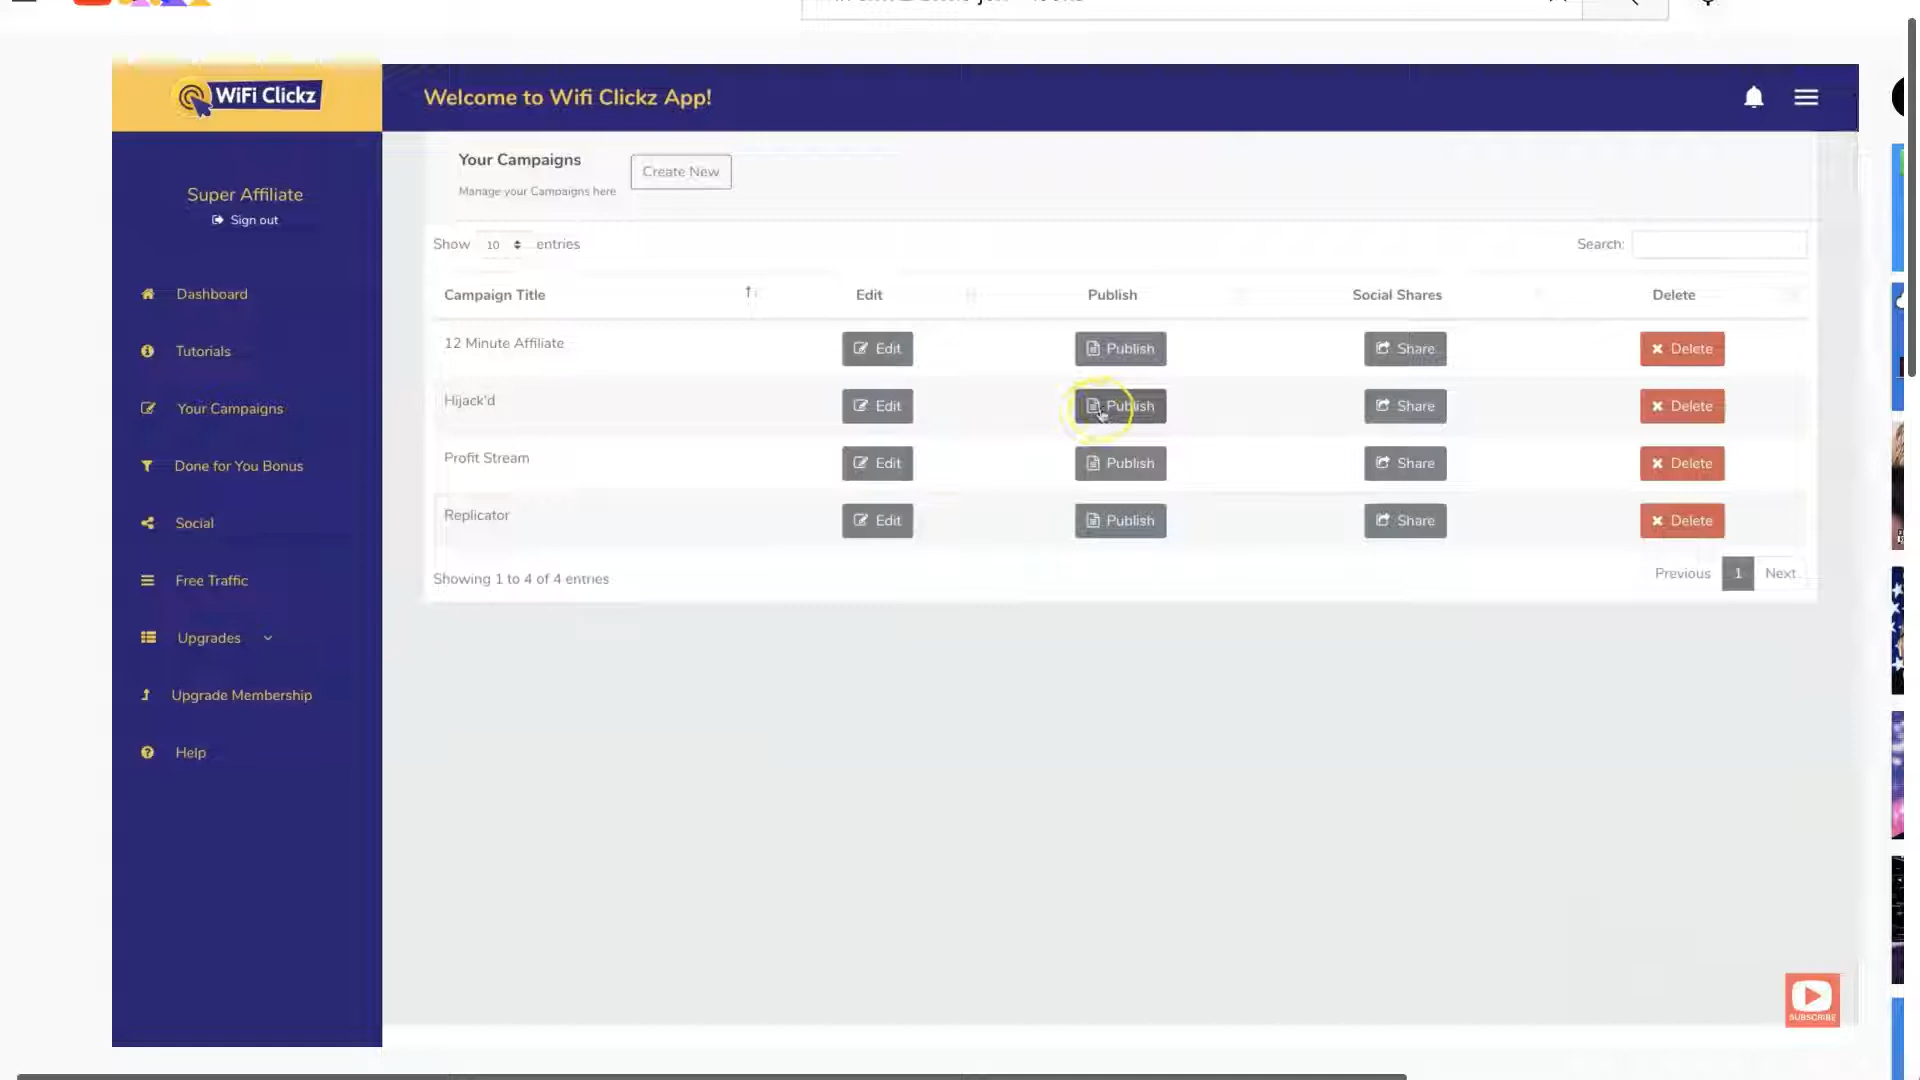 WiFi Clickz
Welcome to Wifi Clickz App!
Super Affiliate
Sign out
Dashboard
Tutorials
Your Campaigns
Done for You Bonus
Social
Free Traffic
Upgrades
Upgrade Membership
Help
Your Campaigns
Manage your Campaigns here
Create New
Show 10 entries
Search:
Campaign Title Edit Publish Social Shares Delete
12 Minute Affiliate Edit Publish Share Delete
Hijack'd Edit Publish Share Delete
Profit Stream Edit Publish Share Delete
Replicator Edit Publish Share Delete
Showing 1 to 4 of 4 entries
Previous 1 Next
SUBSCRIBE